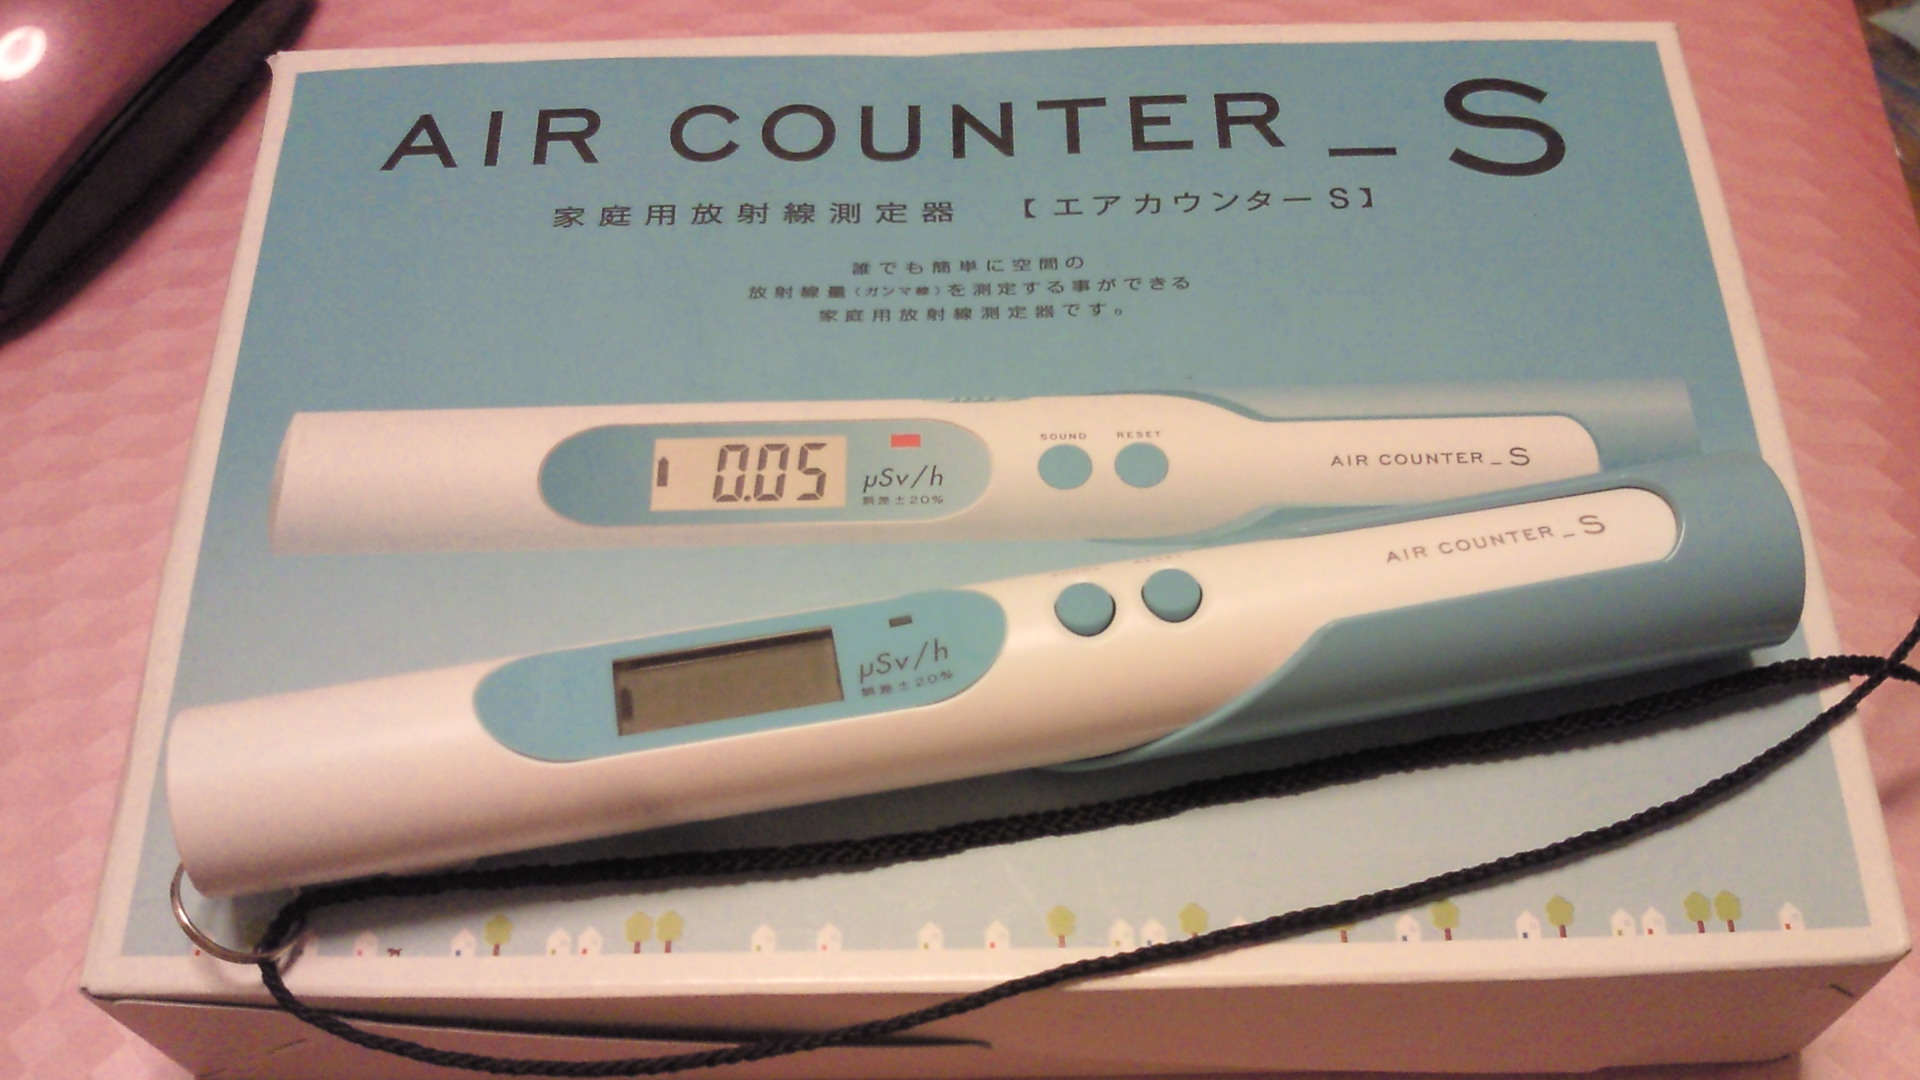 AIR COUNTER_S
家庭用放射線測定器 【エアカウンターS】
誰でも簡単に空間の
放射線量(ガンマ線)を測定する事ができる
家庭用放射線測定器です。
0.05
μSv/h
誤差±20%
SOUND RESET
AIR COUNTER_S
μSv/h
誤差±20%
AIR COUNTER_S